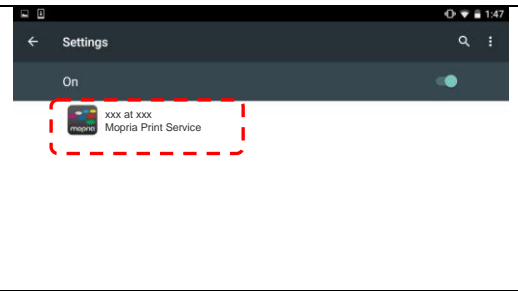 1:47
Settings
On
xxx at xxx
mopria
Mopria Print Service